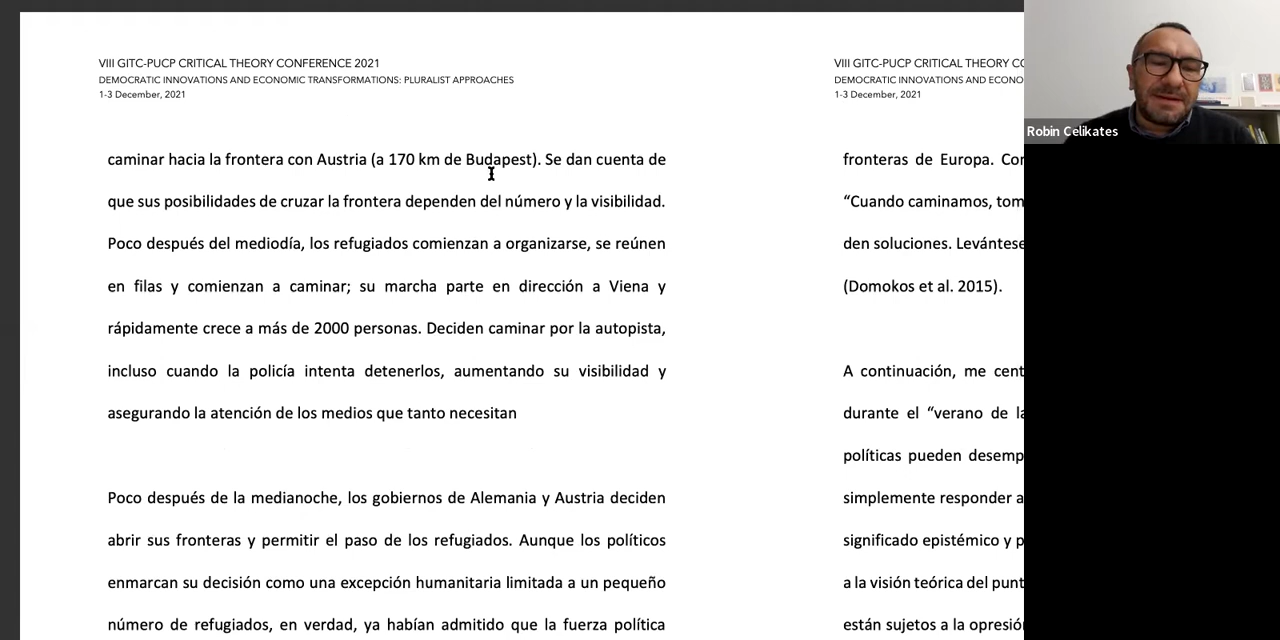 VIII GITC-PUCP CRITICAL THEORY CONFERENCE 2021
DEMOCRATIC INNOVATIONS AND ECONOMIC TRANSFORMATIONS: PLURALIST APPROACHES
1-3 December, 2021
caminar hacia la frontera con Austria (a 170 km de Budapest). Se dan cuenta de
que sus posibilidades de cruzar la frontera dependen del número y la visibilidad.
Poco después del mediodía, los refugiados comienzan a organizarse, se reúnen
en filas y comienzan a caminar; su marcha parte en dirección a Viena y
rápidamente crece a más de 2000 personas. Deciden caminar por la autopista,
incluso cuando la policía intenta detenerlos, aumentando su visibilidad y
asegurando la atención de los medios que tanto necesitan
Poco después de la medianoche, los gobiernos de Alemania y Austria deciden
abrir sus fronteras y permitir el paso de los refugiados. Aunque los políticos
enmarcan su decisión como una excepción humanitaria limitada a un pequeño
número de refugiados, en verdad, ya habían admitido que la fuerza política
VIII GITC-PUCP CRITICAL THEORY CO
DEMOCRATIC INNOVATIONS AND ECONO
1-3 December, 2021
fronteras de Europa. Con
“Cuando caminamos, tom
den soluciones. Levántese
(Domokos et al. 2015).
A continuación, me cent
durante el “verano de la
políticas pueden desemp
simplemente responder a
significado epistémico y p
a la visión teórica del punt
están sujetos a la opresión
Robin Celikates